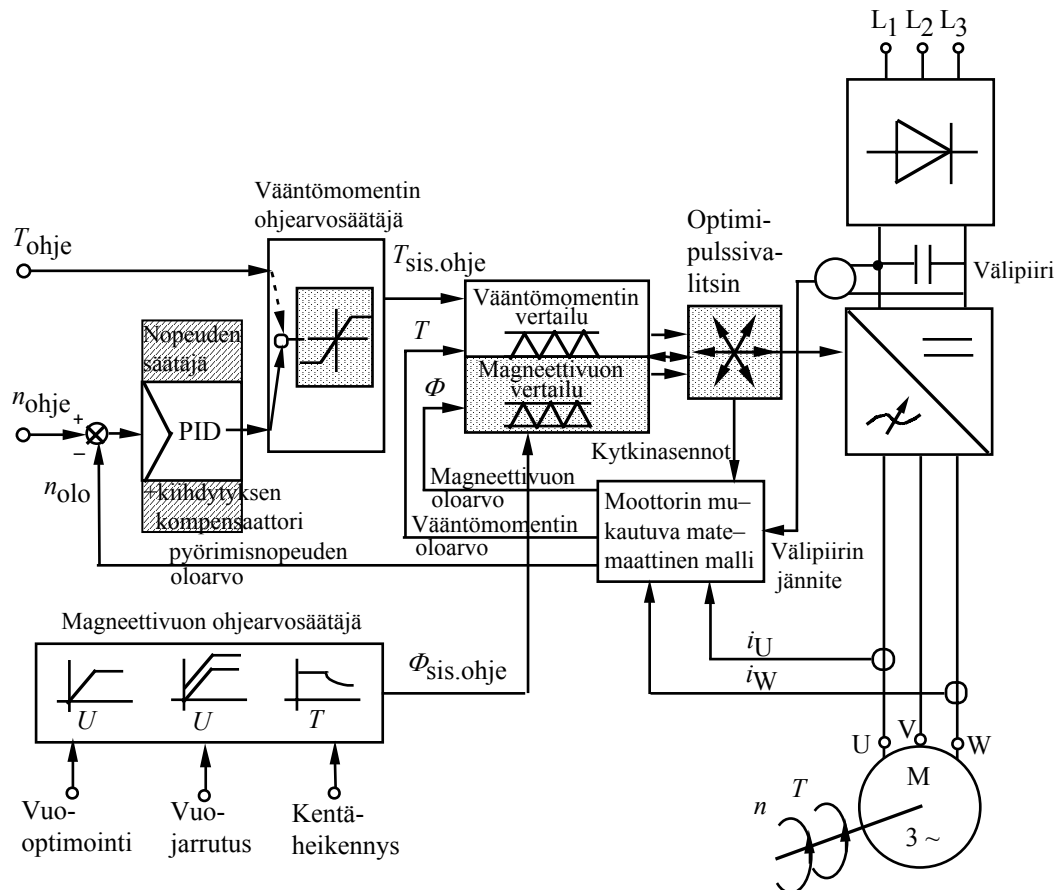 L1 L2 L3
Vääntömomentin
ohjearvosäätäjä
Tohje
Tsis.ohje
Optimi-
pulssiva-
litsin
Välipiiri
Vääntömomentin
vertailu
T
Magneettivuon
vertailu
Φ
Nopeuden
säätäjä
nohje
+
−
PID
nolo
+kiihdytyksen
kompensaattori
Kytkinasennot
Magneettivuon
oloarvo
Vääntömomentin
oloarvo
pyörimisnopeuden
oloarvo
Moottorin mu–
kautuva mate–
maattinen malli
Välipiirin
jännite
Magneettivuon ohjearvosäätäjä
U
U
T
Φsis.ohje
iU
iW
Vuo-
optimointi
Vuo-
jarrutus
Kentä-
heikennys
U V W
M
3 ~
n
T